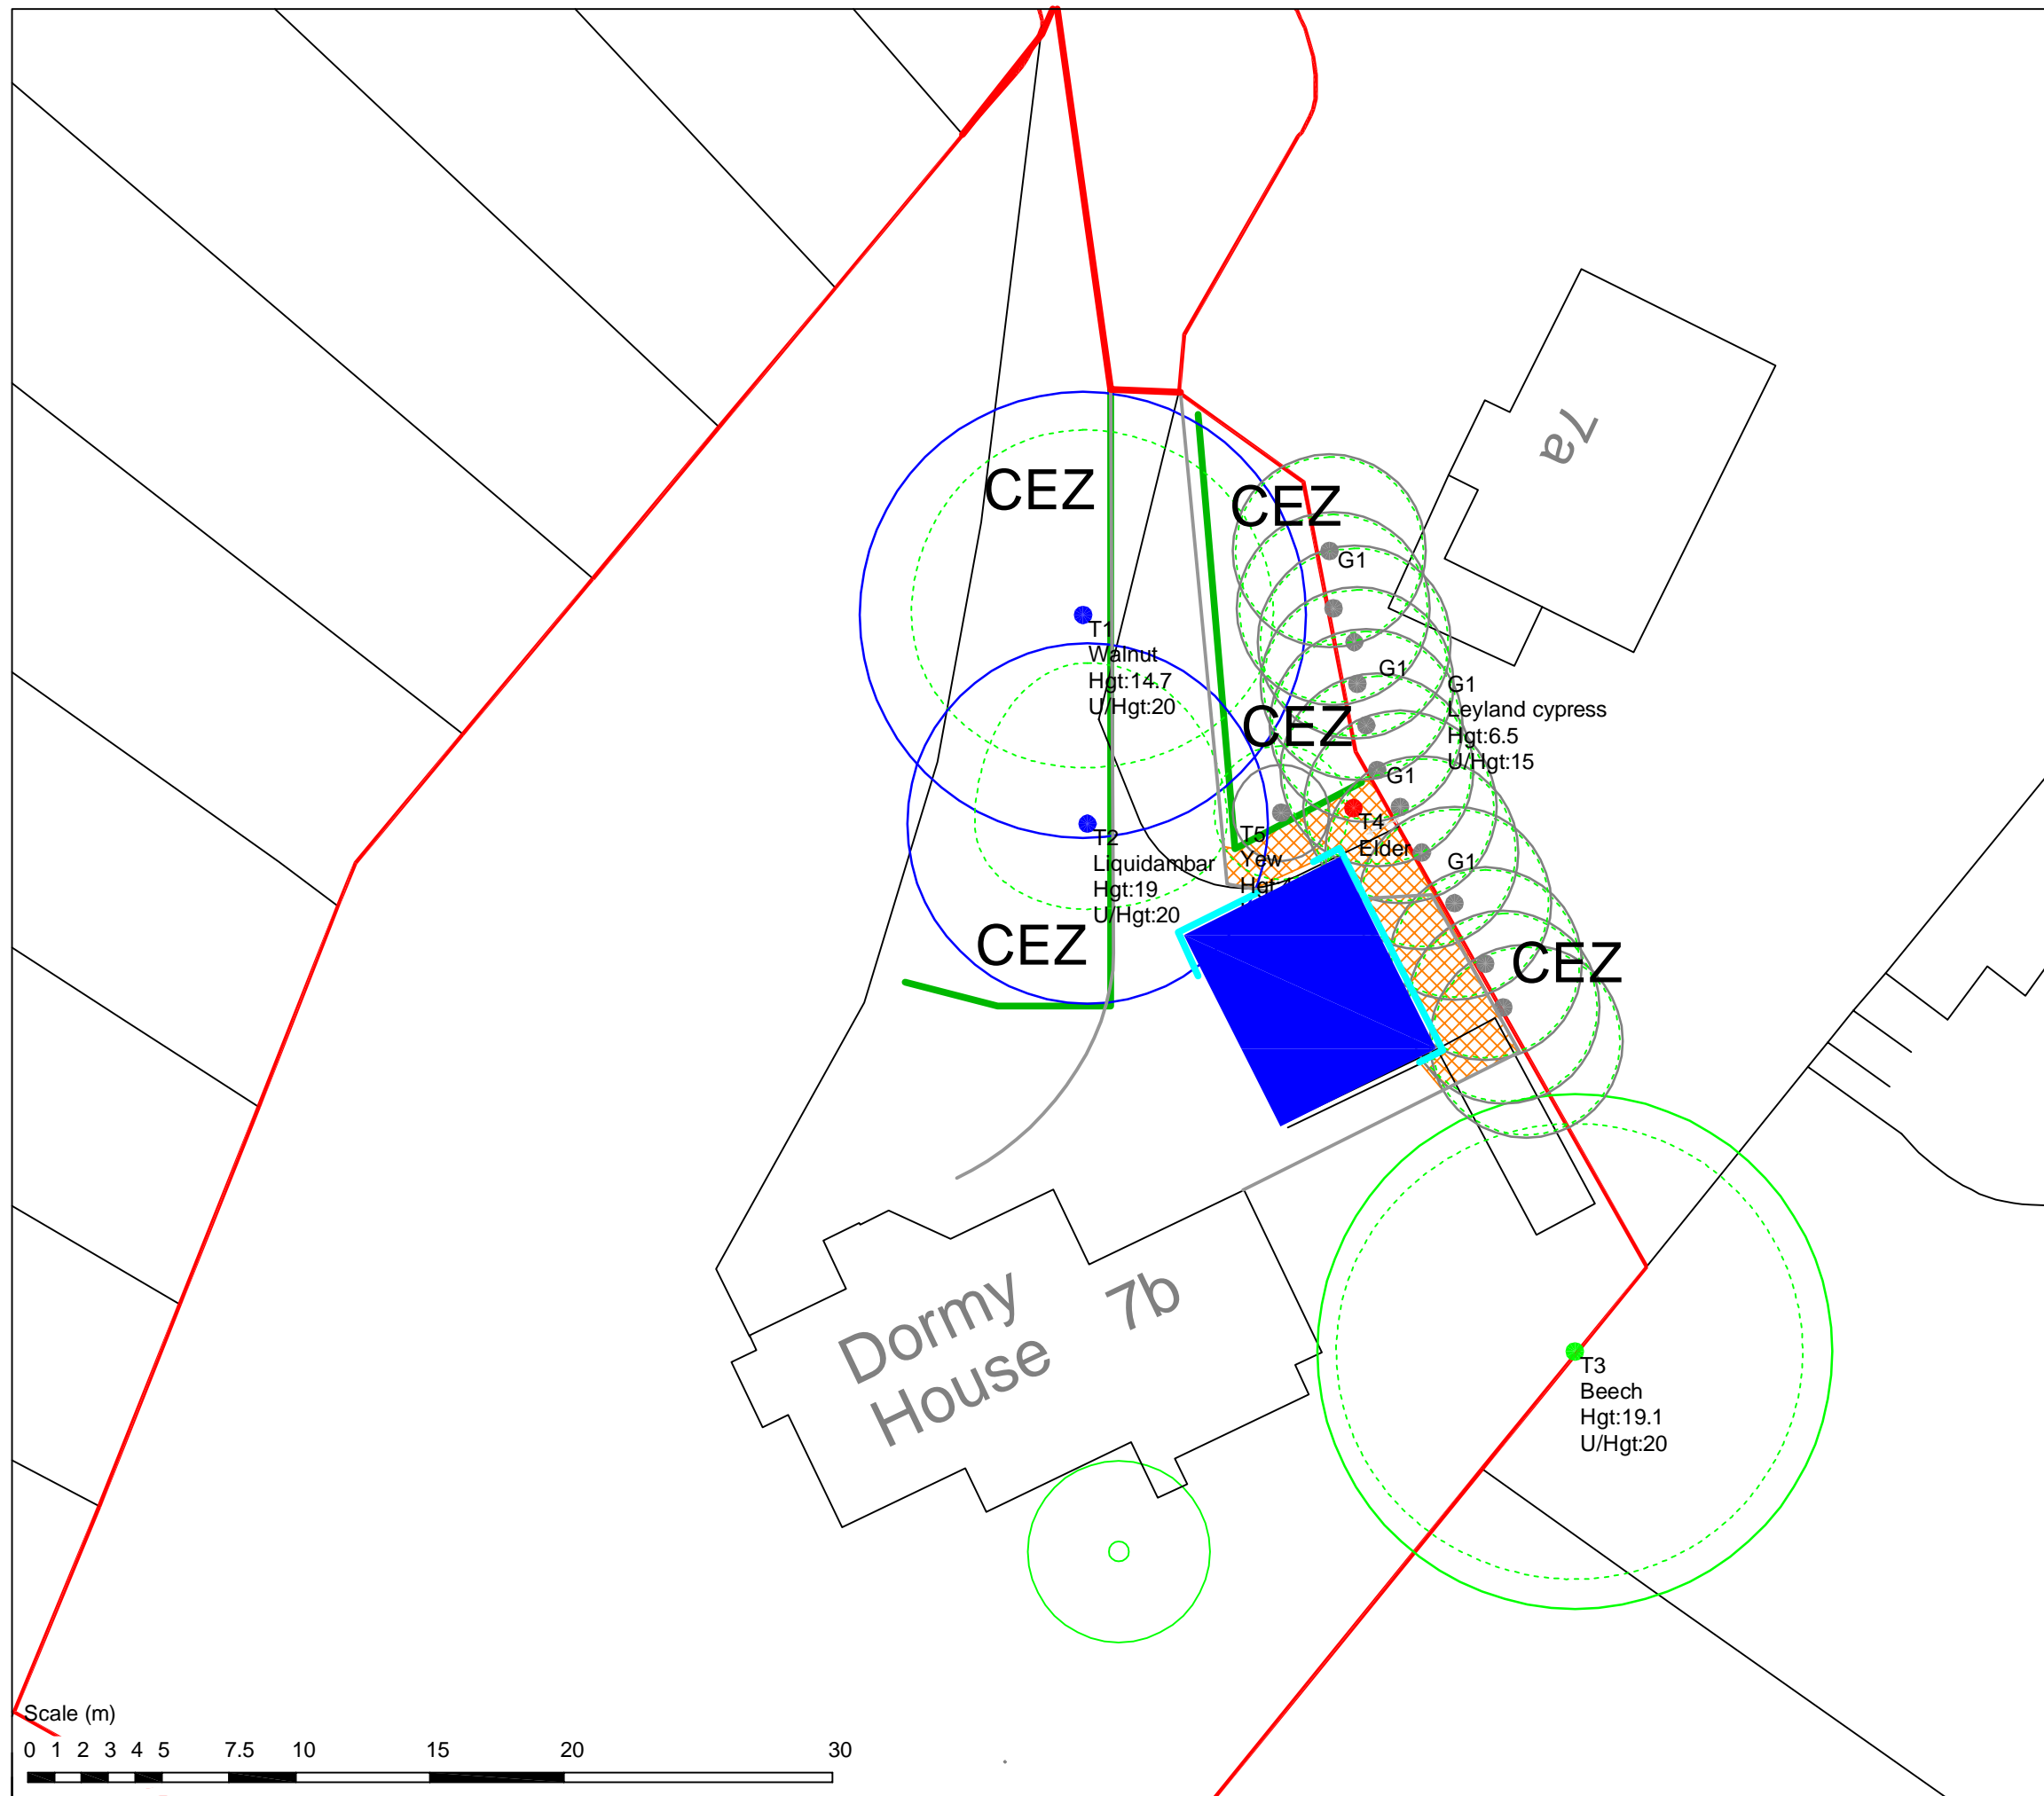 CEZ
CEZ
7a
G1
T1
Walnut
Hgt:14.7
U/Hgt:20
G1
G1
Leyland cypress
Hgt:6.5
U/Hgt:15
CEZ
G1
T4
Elder
T5
Yew
T2
Liquidambar
Hgt:19
U/Hgt:20
G1
CEZ
CEZ
Dormy
House
7b
T3
Beech
Hgt:19.1
U/Hgt:20
Scale (m)
0 1 2 3 4 5 7.5 10 15 20 30